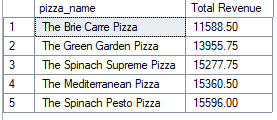 pizza_name Total Revenue
1 The Brie Carre Pizza 11588.50
2 The Green Garden Pizza 13955.75
3 The Spinach Supreme Pizza 15277.75
4 The Mediterranean Pizza 15360.50
5 The Spinach Pesto Pizza 15596.00